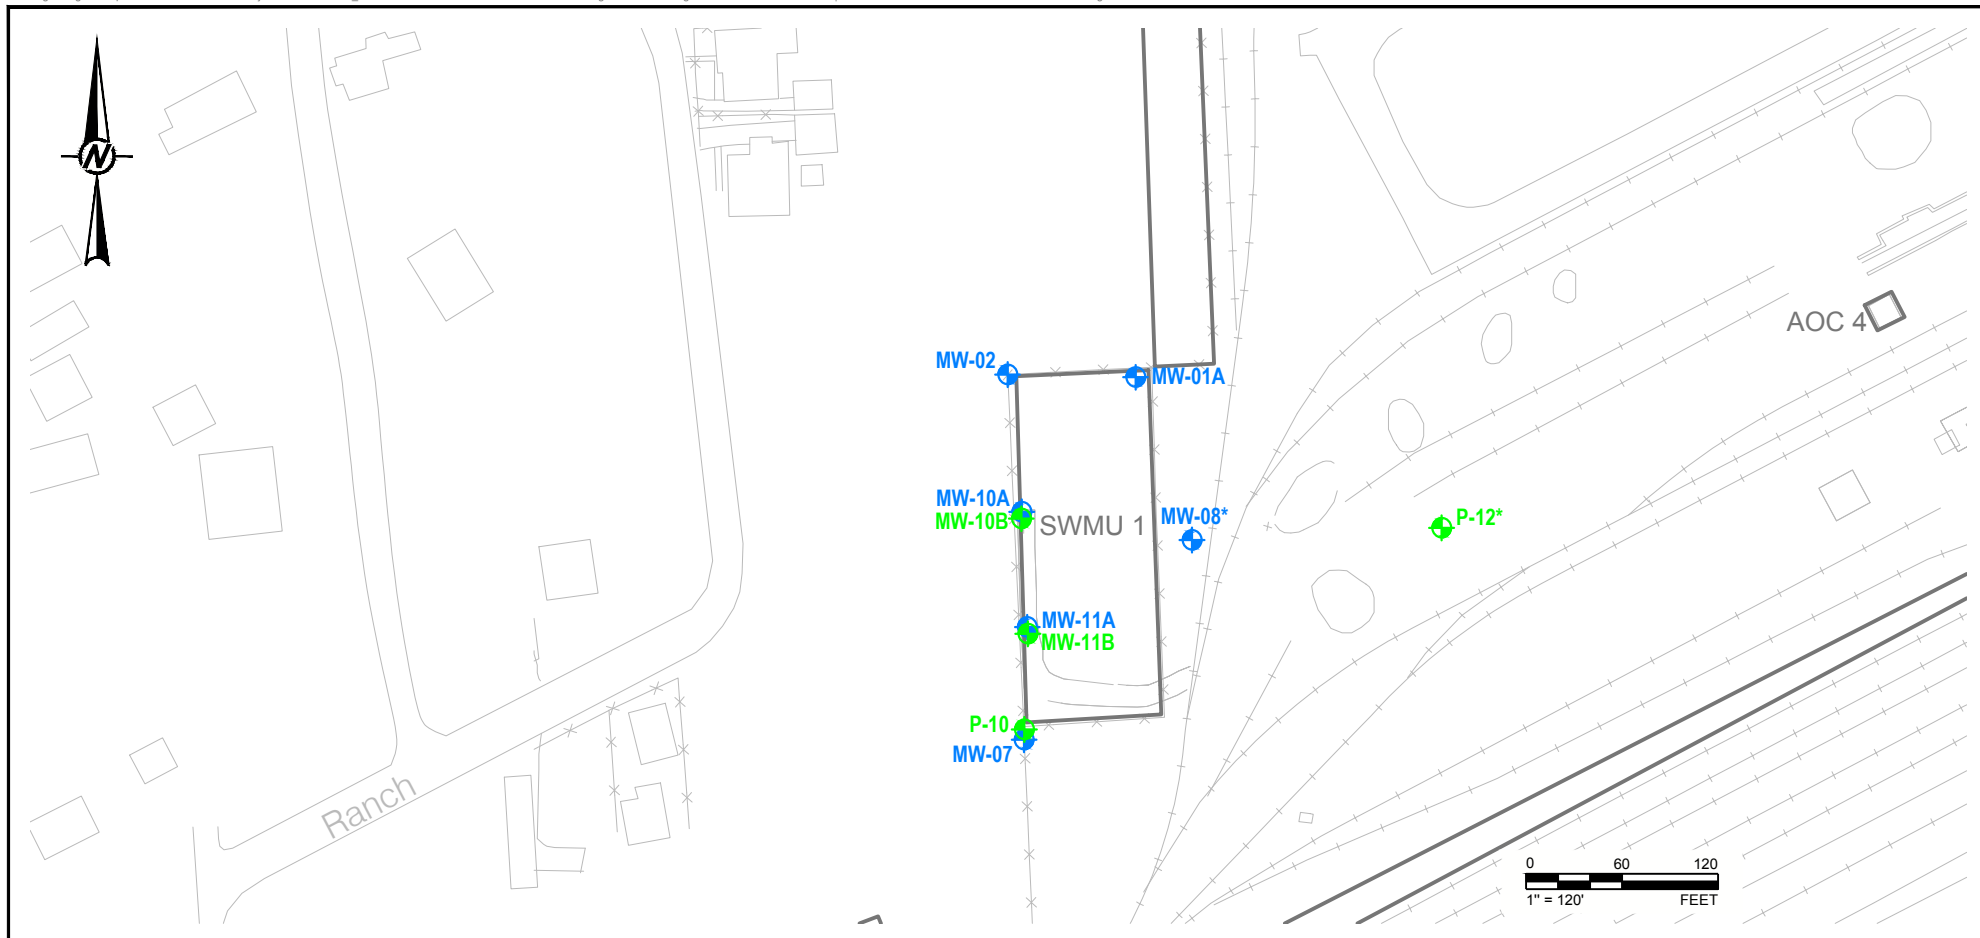 N
AOC 4
MW-02
MW-01A
MW-10A
MW-10B
SWMU 1
MW-08*
P-12*
MW-11A
MW-11B
P-10
MW-07
Ranch
0 60 120
1" = 120' FEET